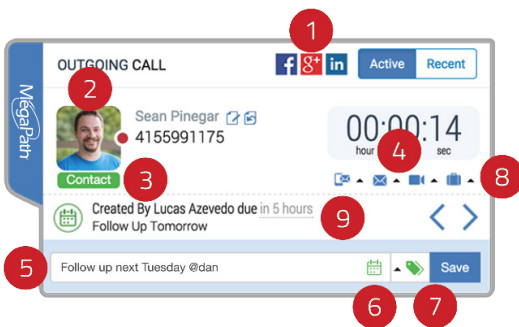 1
OUTGOING CALL
f g+ in
Active Recent
MegaPath
2
Sean Pinegar
4155991175
00:00:14
hour sec
4
Contact
3
8
Created By Lucas Azevedo due in 5 hours
Follow Up Tomorrow
9
5
Follow up next Tuesday @dan
Save
6
7